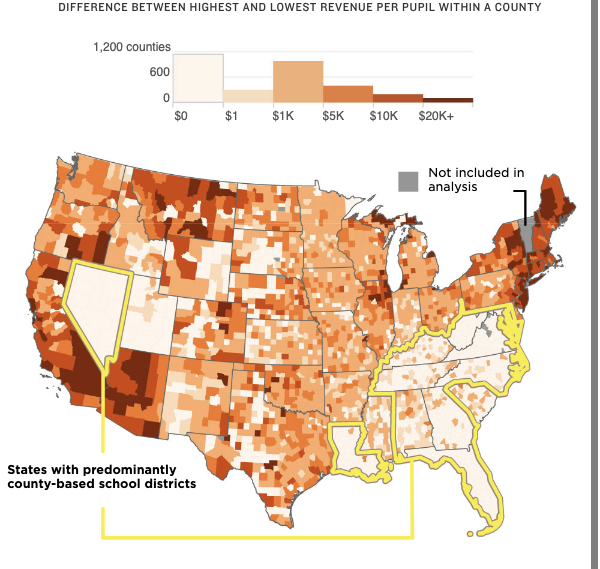 DIFFERENCE BETWEEN HIGHEST AND LOWEST REVENUE PER PUPIL WITHIN A COUNTY
1,200 counties
600
0
$0 $1 $1K $5K $10K $20K+
Not included in
analysis
States with predominantly
county-based school districts